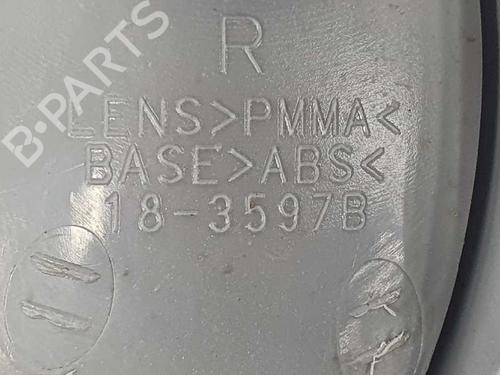 B-PARTS
R
LENS>PMMA<
BASE>ABS<
18-3597B